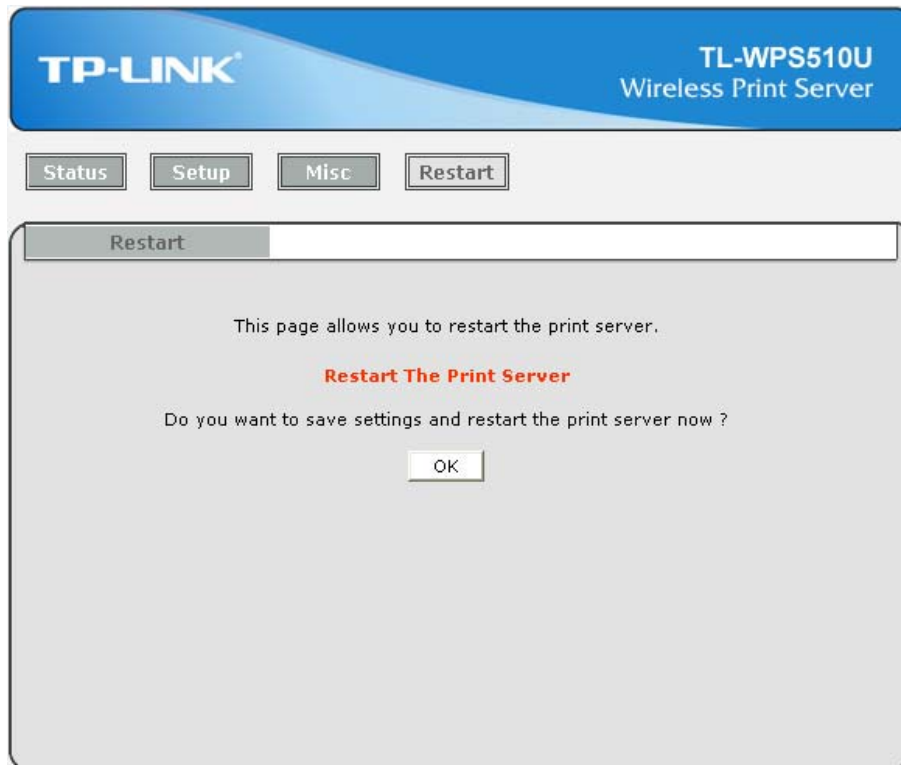 TP-LINK®
TL-WPS510U
Wireless Print Server
Status Setup Misc Restart
Restart
This page allows you to restart the print server.
Restart The Print Server
Do you want to save settings and restart the print server now ?
OK